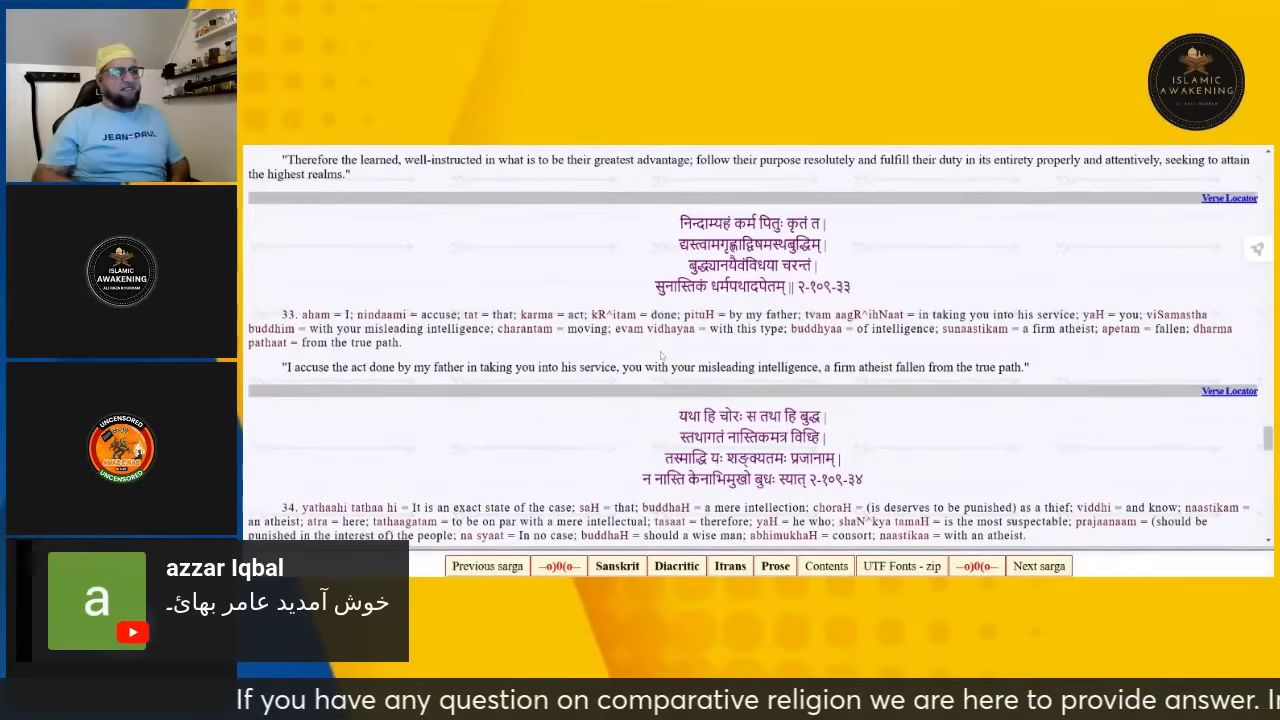 JEAN-PAUL
ISLAMIC
AWAKENING
ALI RAZA KHURRAM
"Therefore the learned, well-instructed in what is to be their greatest advantage; follow their purpose resolutely and fulfill their duty in its entirety properly and attentively, seeking to attain
the highest realms."
Verse Locator
निन्दाम्यहं कर्म पितुः कृतं त |
द्यस्त्वामगृह्णाद्विषमस्थबुद्धिम् |
बुद्ध्यानयैवंविधया चरन्तं |
सुनास्तिकं धर्मपथादपेतम् || २-१०९-३३
33. aham = I; nindaami = accuse; tat = that; karma = act; kR^itam = done; pituH = by my father; tvam aagR^ihNaat = in taking you into his service; yaH = you; viSamastha
buddhim = with your misleading intelligence; charantam = moving; evam vidhayaa = with this type; buddhyaa = of intelligence; sunaastikam = a firm atheist; apetam = fallen; dharma
pathaat = from the true path.
"I accuse the act done by my father in taking you into his service, you with your misleading intelligence, a firm atheist fallen from the true path."
Verse Locator
यथा हि चोरः स तथा हि बुद्ध |
स्तथागतं नास्तिकमत्र विध्हि |
तस्माद्धि यः शङ्क्यतमः प्रजानाम् |
न नास्ति केनाभिमुखो बुधः स्यात् २-१०९-३४
34. yathaahi tathaa hi = It is an exact state of the case; saH = that; buddhaH = a mere intellection; choraH = (is deserves to be punished) as a thief; viddhi = and know; naastikam =
an atheist; atra = here; tathaagatam = to be on par with a mere intellectual; tasaat = therefore; yaH = he who; shaN^kya tamaH = is the most suspectable; prajaanaam = (should be
punished in the interest of) the people; na syaat = In no case; buddhaH = should a wise man; abhimukhaH = consort; naastikaa = with an atheist.
Previous sarga —o)0(o— Sanskrit Diacritic Itrans Prose Contents UTF Fonts - zip —o)0(o— Next sarga
ISLAMIC
AWAKENING
ALI RAZA KHURRAM
UNCENSORED
UNCENSORED
a
azzar Iqbal
خوش آمدید عامر بھائ۔
If you have any question on comparative religion we are here to provide answer. I